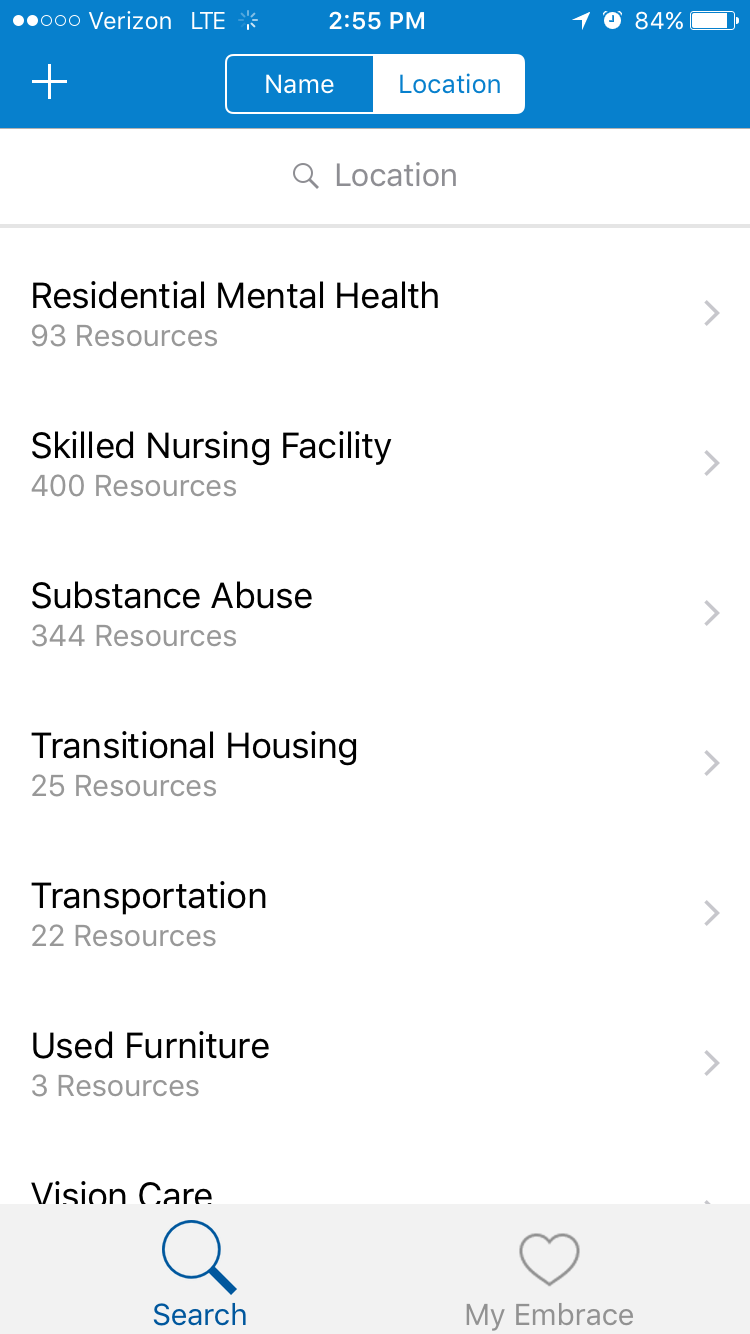 Verizon LTE 2:55 PM 84%
Name Location
Location
Residential Mental Health
93 Resources
Skilled Nursing Facility
400 Resources
Substance Abuse
344 Resources
Transitional Housing
25 Resources
Transportation
22 Resources
Used Furniture
3 Resources
Vision Care
Search My Embrace